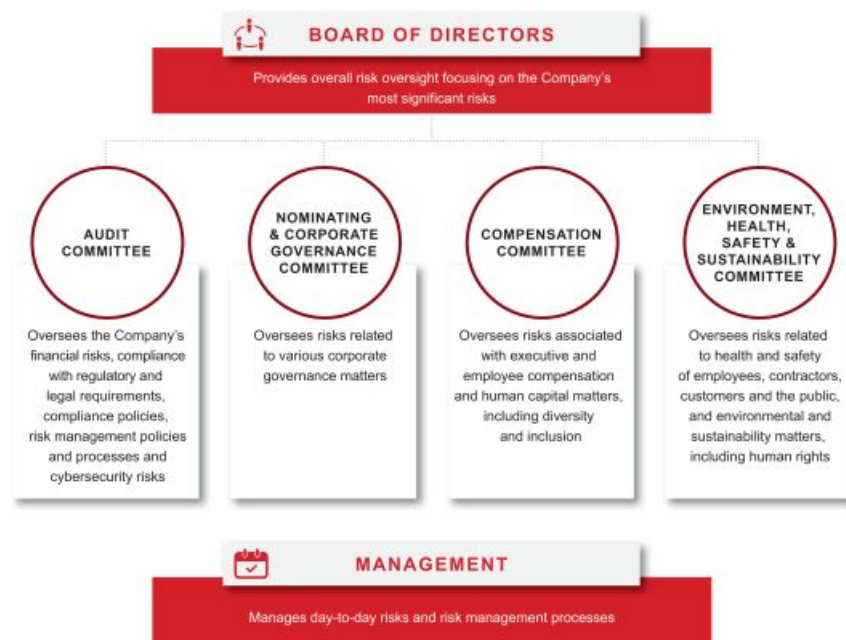 BOARD OF DIRECTORS
Provides overall risk oversight focusing on the Company's
most significant risks
AUDIT
COMMITTEE
Oversees the Company's
financial risks, compliance
with regulatory and
legal requirements,
compliance policies,
risk management policies
and processes and
cybersecurity risks
NOMINATING
& CORPORATE
GOVERNANCE
COMMITTEE
Oversees risks related
to various corporate
governance matters
COMPENSATION
COMMITTEE
Oversees risks associated
with executive and
employee compensation
and human capital matters,
including diversity
and inclusion
ENVIRONMENT,
HEALTH,
SAFETY &
SUSTAINABILITY
COMMITTEE
Oversees risks related
to health and safety
of employees, contractors,
customers and the public,
and environmental and
sustainability matters,
including human rights
MANAGEMENT
Manages day-to-day risks and risk management processes